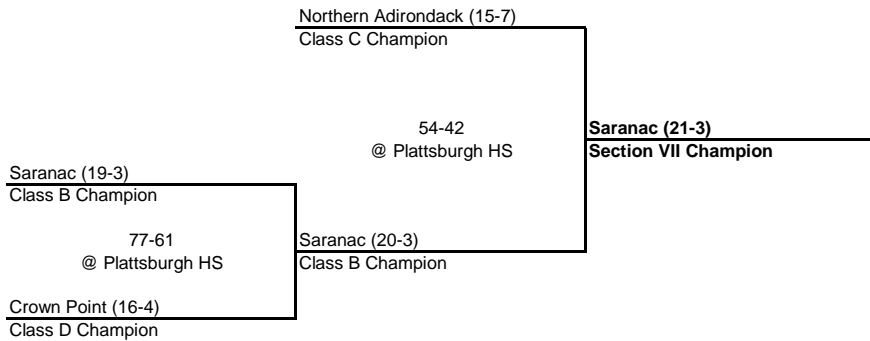 Northern Adirondack (15-7)
Class C Champion
54-42
@ Plattsburgh HS
Saranac (21-3)
Section VII Champion
Saranac (19-3)
Class B Champion
77-61
@ Plattsburgh HS
Saranac (20-3)
Class B Champion
Crown Point (16-4)
Class D Champion